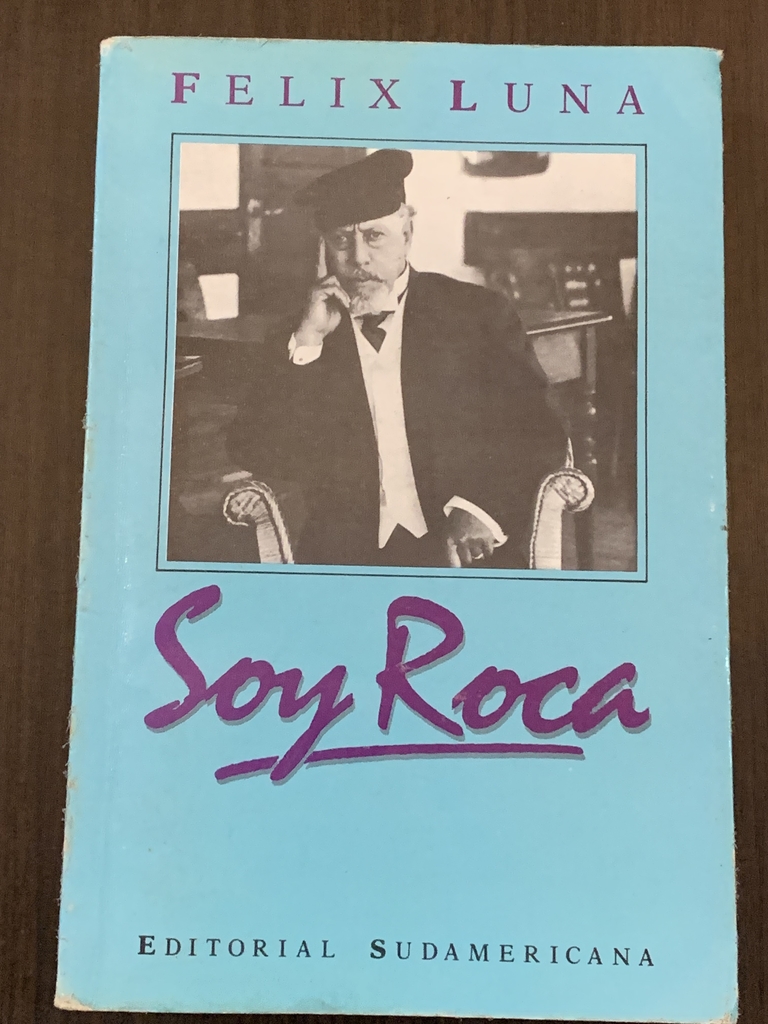 FELIX LUNA
Soy Roca
EDITORIAL SUDAMERICANA